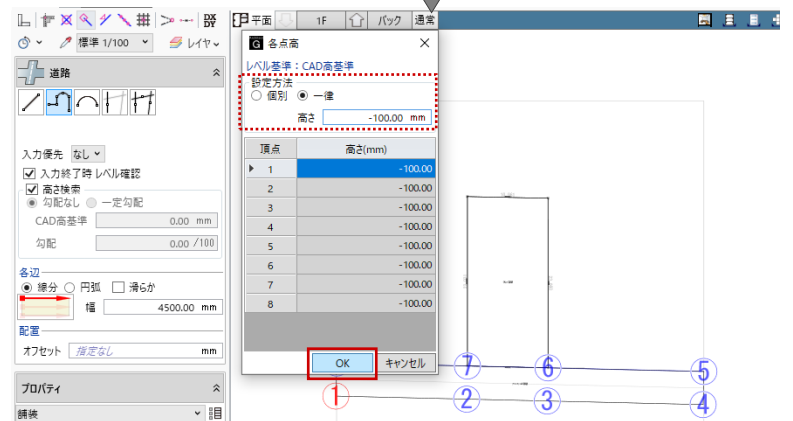 平面 1F バック 通常
標準 1/100 レイヤ
道路
入力優先 なし
入力終了時レベル確認
高さ検索
勾配なし 一定勾配
CAD高基準 0.00 mm
勾配 0.00 /100
各辺
線分 円弧 滑らか
幅 4500.00 mm
配置
オフセット 指定なし mm
プロパティ
舗装
G 各点高
レベル基準：CAD高基準
設定方法
個別 一律
高さ -100.00 mm
頂点 高さ(mm)
1 -100.00
2 -100.00
3 -100.00
4 -100.00
5 -100.00
6 -100.00
7 -100.00
8 -100.00
OK キャンセル
7 6 5
1 2 3 4